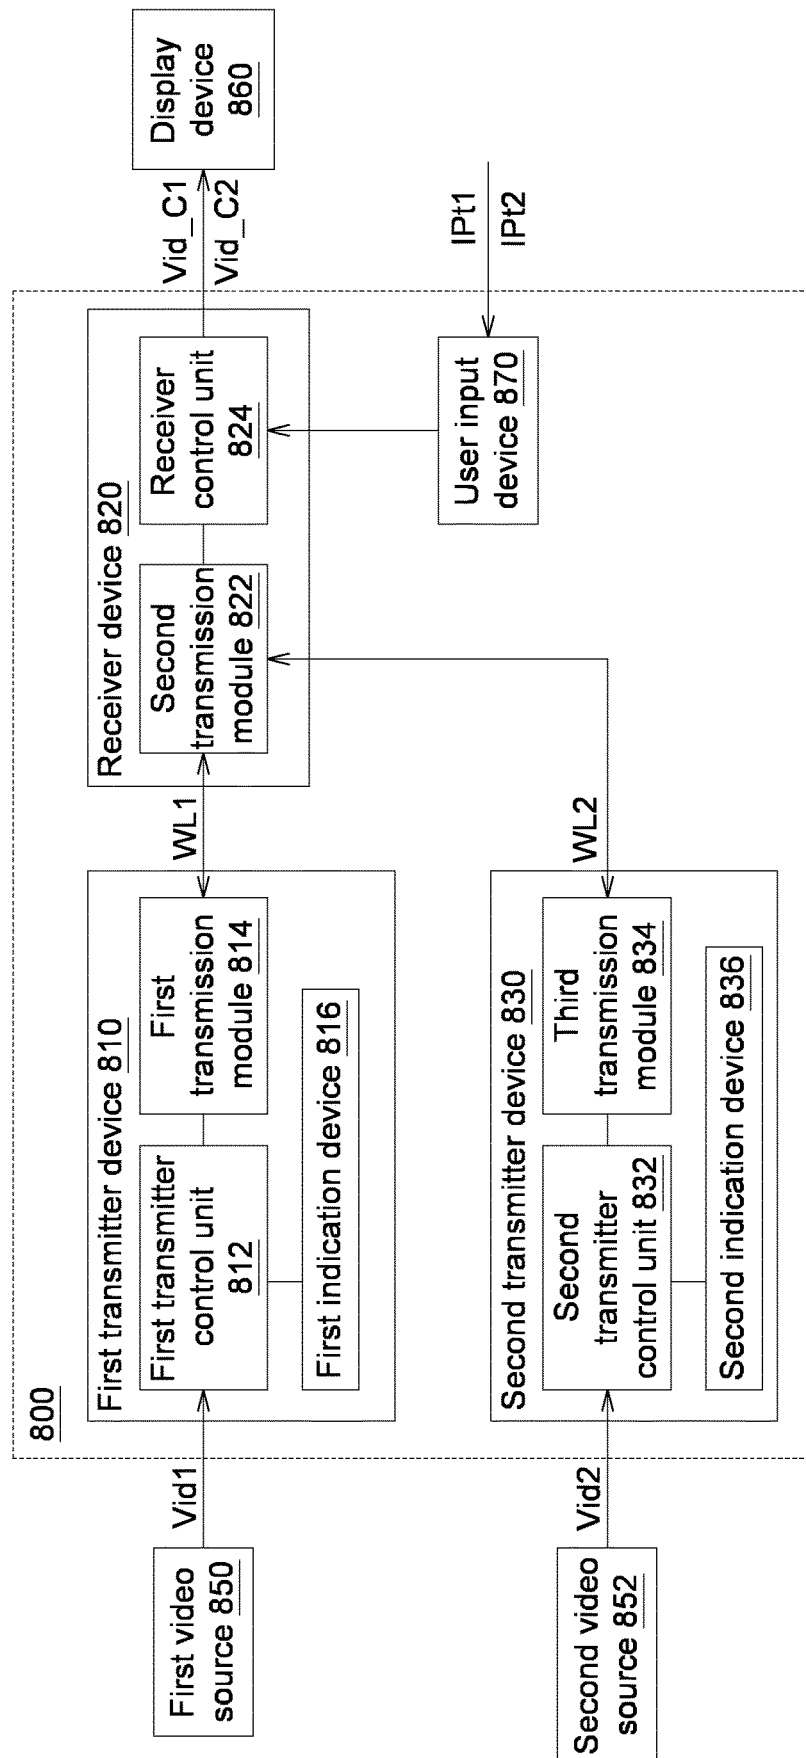 800
First video
source 850
Vid1
First transmitter device 810
First transmitter
control unit
812
First
transmission
module 814
First indication device 816
WL1
Receiver device 820
Second
transmission
module 822
Receiver
control unit
824
Vid_C1
Vid_C2
Display
device
860
Second video
source 852
Vid2
Second transmitter device 830
Second
transmitter
control unit 832
Third
transmission
module 834
Second indication device 836
WL2
User input
device 870
IPt1
IPt2